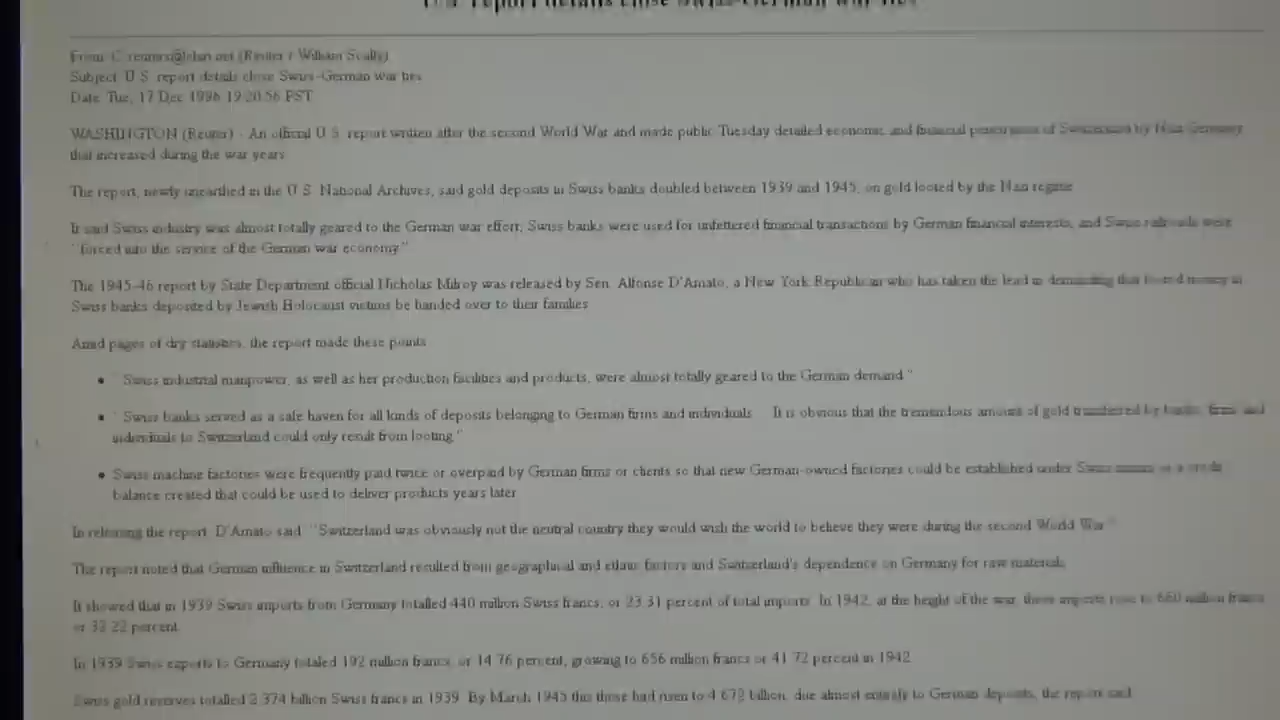 U.S. report details close Swiss-German war ties
From: C-reuters@clari.net (Reuter / William Scally)
Subject: U.S. report details close Swiss-German war ties
Date: Tue, 17 Dec 1996 19:20:56 PST
WASHINGTON (Reuter) - An official U.S. report written after the second World War and made public Tuesday detailed economic and financial penetration of Switzerland by Nazi Germany
that increased during the war years.
The report, newly unearthed in the U.S. National Archives, said gold deposits in Swiss banks doubled between 1939 and 1945, on gold looted by the Nazi regime.
It said Swiss industry was almost totally geared to the German war effort, Swiss banks were used for unfettered financial transactions by German financial interests, and Swiss railroads were
``forced into the service of the German war economy.''
The 1945-46 report by State Department official Nicholas Milroy was released by Sen. Alfonse D'Amato, a New York Republican who has taken the lead in demanding that looted money in
Swiss banks deposited by Jewish Holocaust victims be handed over to their families.
Amid pages of dry statistics, the report made these points:
• ``Swiss industrial manpower, as well as her production facilities and products, were almost totally geared to the German demand.''
• ``Swiss banks served as a safe haven for all kinds of deposits belonging to German firms and individuals ... It is obvious that the tremendous amount of gold transferred by banks, firms and
individuals to Switzerland could only result from looting.''
• Swiss machine factories were frequently paid twice or overpaid by German firms or clients so that new German-owned factories could be established under Swiss names or a credit
balance created that could be used to deliver products years later.
In releasing the report, D'Amato said: ``Switzerland was obviously not the neutral country they would wish the world to believe they were during the second World War.''
The report noted that German influence in Switzerland resulted from geographical and ethnic factors and Switzerland's dependence on Germany for raw materials.
It showed that in 1939 Swiss imports from Germany totalled 440 million Swiss francs, or 23.31 percent of total imports. In 1942, at the height of the war, these imports rose to 660 million francs
or 32.22 percent.
In 1939 Swiss exports to Germany totaled 192 million francs, or 14.76 percent, growing to 656 million francs or 41.72 percent in 1942.
Swiss gold reserves totalled 2.374 billion Swiss francs in 1939. By March 1945 this these had risen to 4.672 billion, due almost entirely to German deposits, the report said.